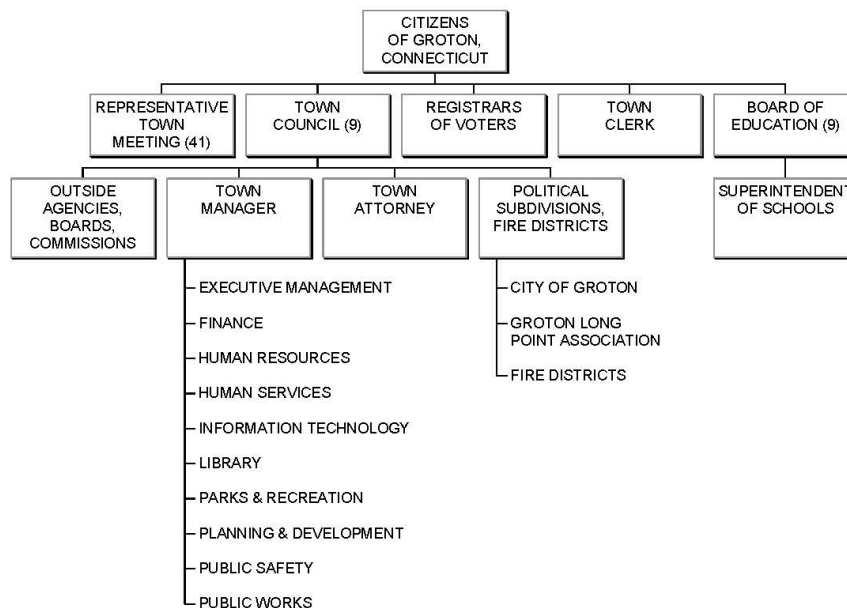 CITIZENS
OF GROTON,
CONNECTICUT
REPRESENTATIVE
TOWN
MEETING (41)
TOWN
COUNCIL (9)
REGISTRARS
OF VOTERS
TOWN
CLERK
BOARD OF
EDUCATION (9)
OUTSIDE
AGENCIES,
BOARDS,
COMMISSIONS
TOWN
MANAGER
TOWN
ATTORNEY
POLITICAL
SUBDIVISIONS,
FIRE DISTRICTS
SUPERINTENDENT
OF SCHOOLS
EXECUTIVE MANAGEMENT
FINANCE
HUMAN RESOURCES
HUMAN SERVICES
INFORMATION TECHNOLOGY
LIBRARY
PARKS & RECREATION
PLANNING & DEVELOPMENT
PUBLIC SAFETY
PUBLIC WORKS
CITY OF GROTON
GROTON LONG
POINT ASSOCIATION
FIRE DISTRICTS